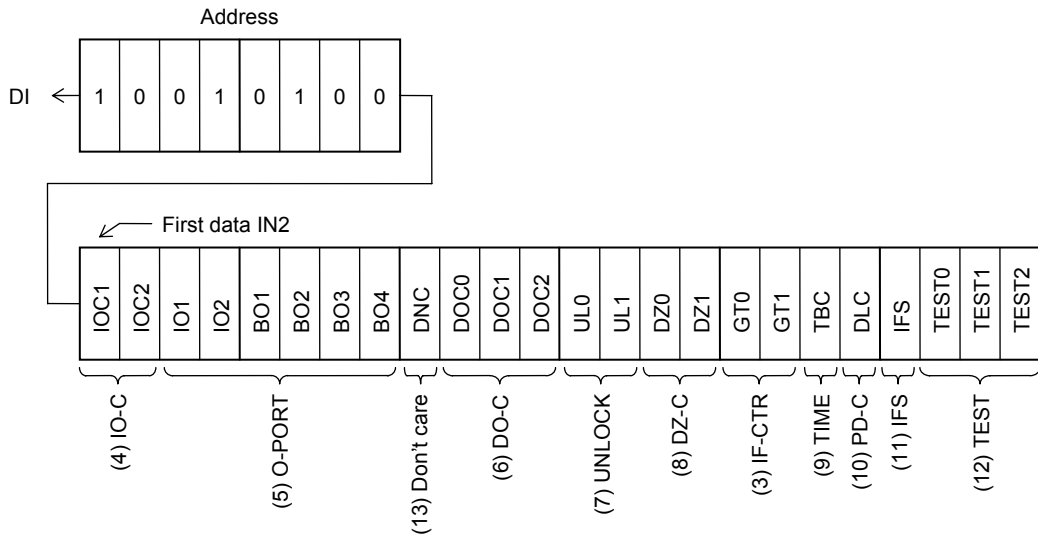 Address
DI 1 0 0 1 0 1 0 0
First data IN2
IOC1 IOC2 IO1 IO2 BO1 BO2 BO3 BO4 DNC DOC0 DOC1 DOC2 UL0 UL1 DZ0 DZ1 GT0 GT1 TBC DLC IFS TEST0 TEST1 TEST2
(4) IO-C
(5) O-PORT
(13) Don't care
(6) DO-C
(7) UNLOCK
(8) DZ-C
(3) IF-CTR
(9) TIME
(10) PD-C
(11) IFS
(12) TEST